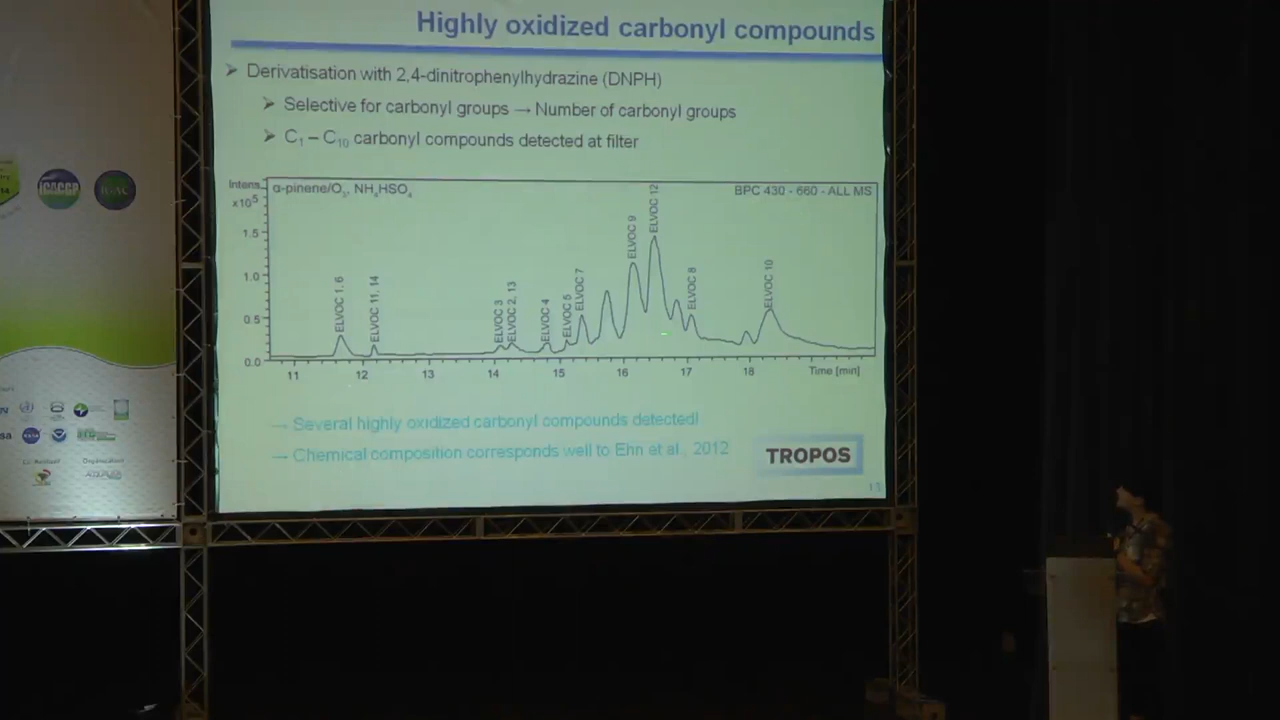 Highly oxidized carbonyl compounds
➤ Derivatisation with 2,4-dinitrophenylhydrazine (DNPH)
➤ Selective for carbonyl groups → Number of carbonyl groups
➤ C₁ – C₁₀ carbonyl compounds detected at filter
Intens.
x10⁵
α-pinene/O₃, NH₄HSO₄
BPC 430 - 660 - ALL MS
1.5
1.0
0.5
0.0
ELVOC 1, 6
ELVOC 11, 14
ELVOC 3
ELVOC 2, 13
ELVOC 4
ELVOC 5
ELVOC 7
ELVOC 9
ELVOC 12
ELVOC 8
ELVOC 10
11 12 13 14 15 16 17 18 Time [min]
→ Several highly oxidized carbonyl compounds detected!
→ Chemical composition corresponds well to Ehn et al., 2012
TROPOS
13
iCACGP
IGAC